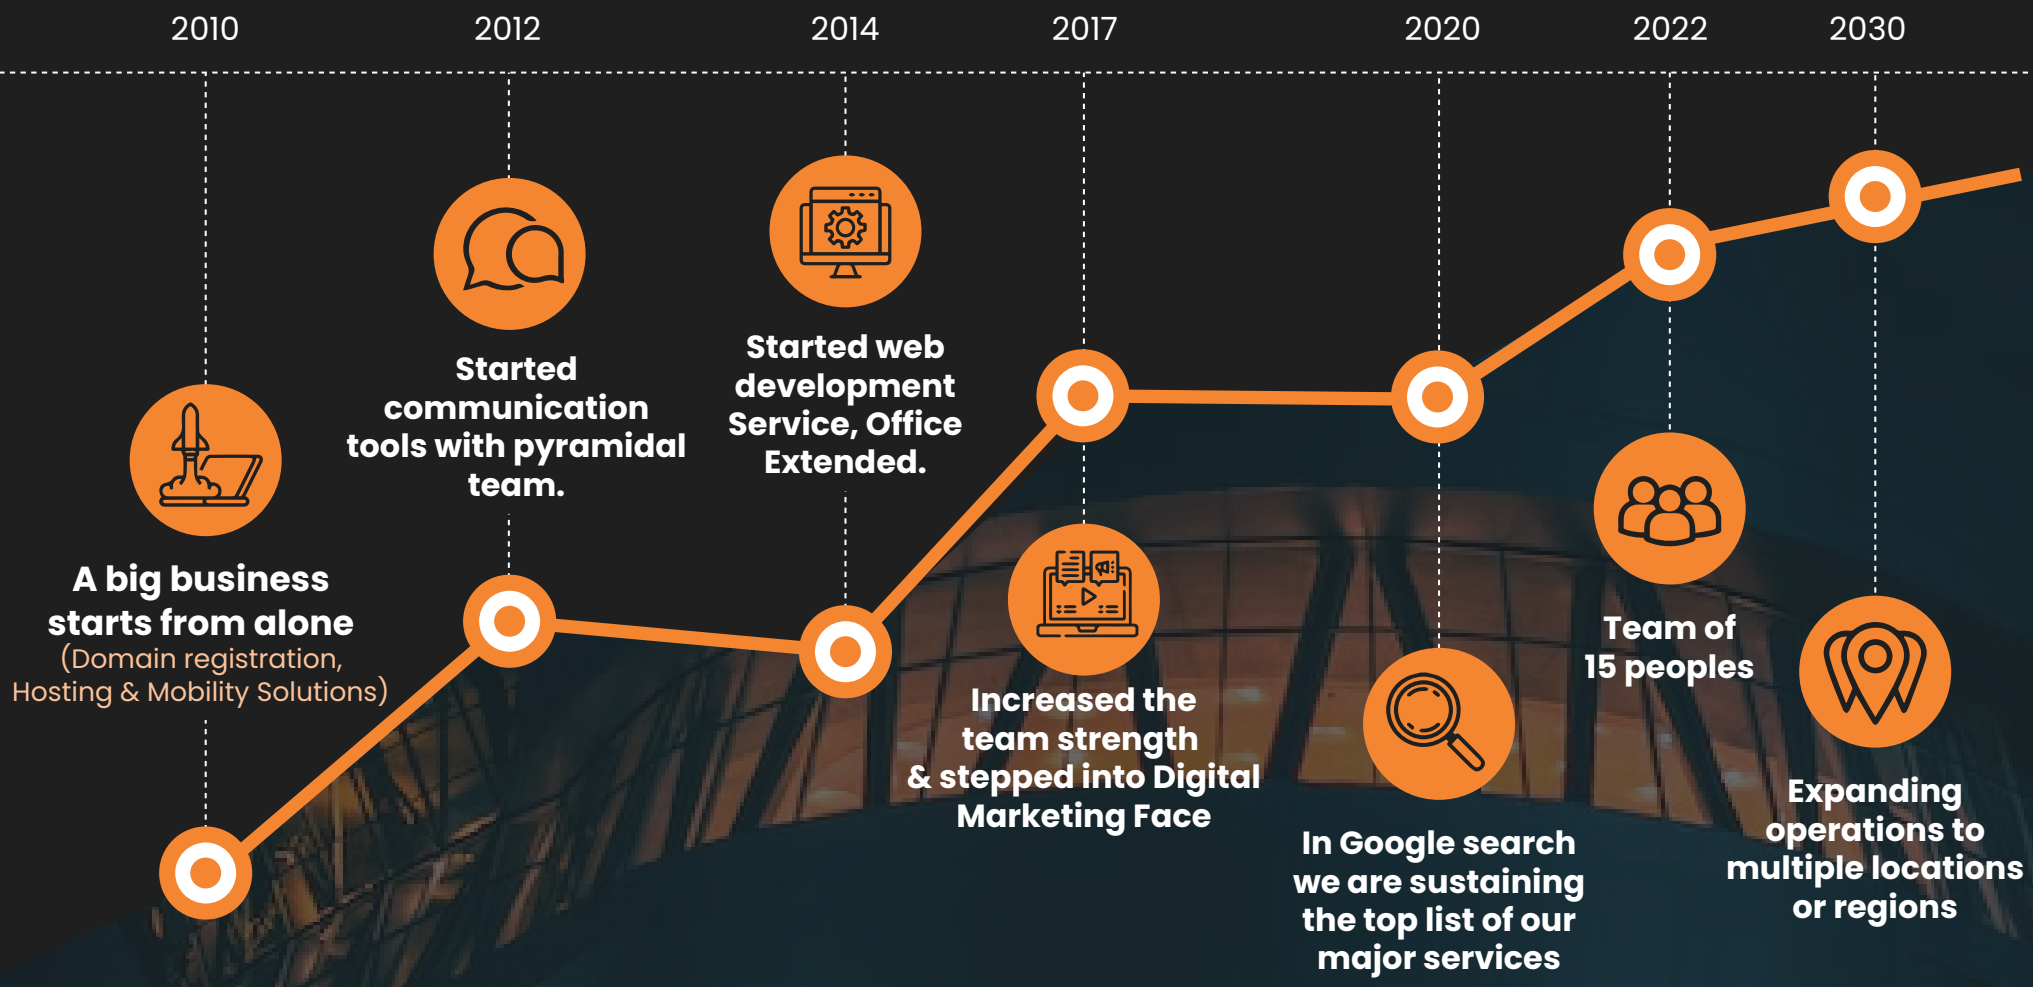 2010
2012
2014
2017
2020
2022
2030
A big business
starts from alone
(Domain registration,
Hosting & Mobility Solutions)
Started
communication
tools with pyramidal
team.
Started web
development
Service, Office
Extended.
Increased the
team strength
& stepped into Digital
Marketing Face
In Google search
we are sustaining
the top list of our
major services
Team of
15 peoples
Expanding
operations to
multiple locations
or regions